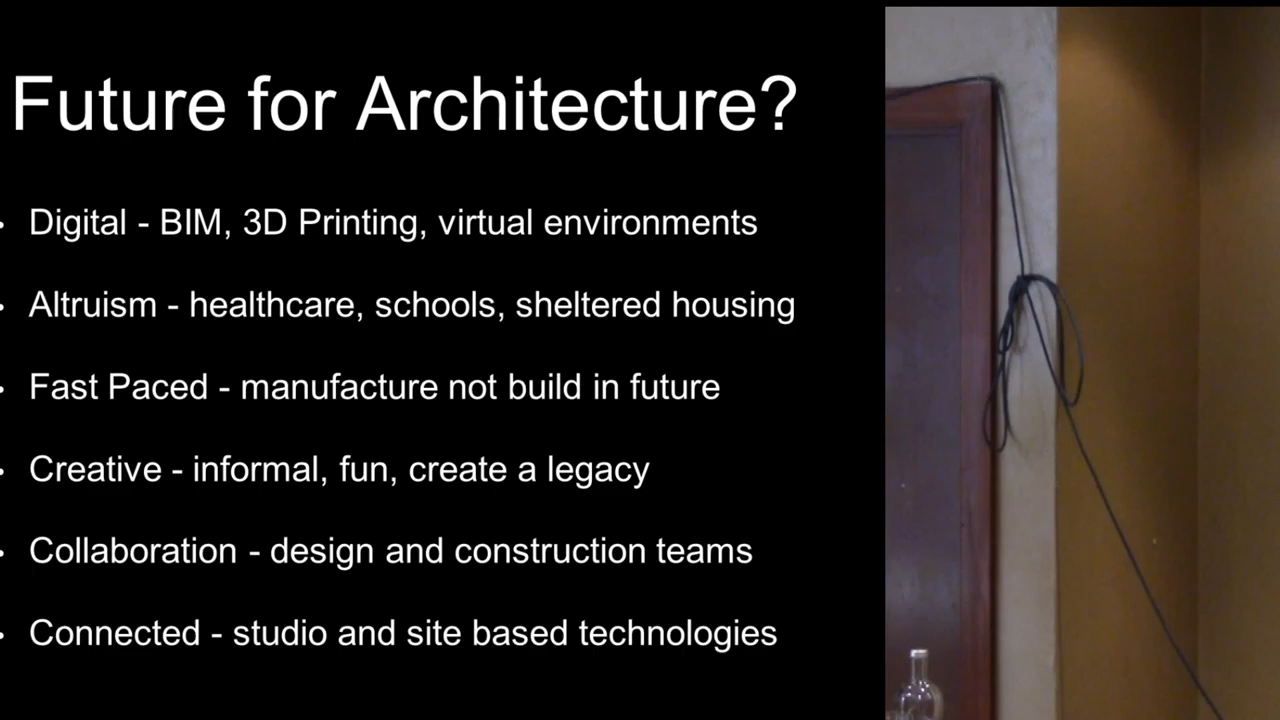 Future for Architecture?
• Digital - BIM, 3D Printing, virtual environments
• Altruism - healthcare, schools, sheltered housing
• Fast Paced - manufacture not build in future
• Creative - informal, fun, create a legacy
• Collaboration - design and construction teams
• Connected - studio and site based technologies